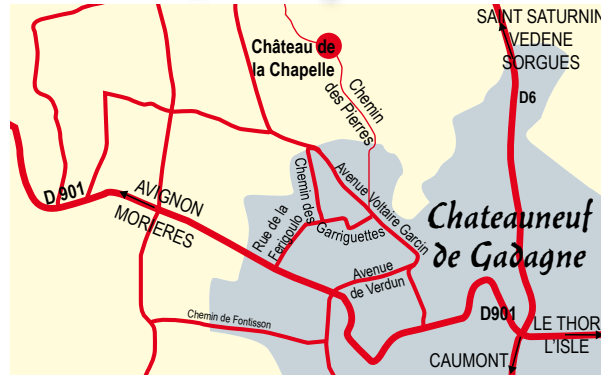 SAINT SATURNIN
VEDENE
SORGUES
Château de
la Chapelle
D6
Chemin
des Pierres
D 901
AVIGNON
MORIERES
Chemin des
Garriguettes
Avenue Voltaire Garcin
Rue de la
Ferigoulo
Chateauneuf
de Gadagne
Avenue
de Verdun
Chemin de Fontisson
D901
LE THOR
L'ISLE
CAUMONT